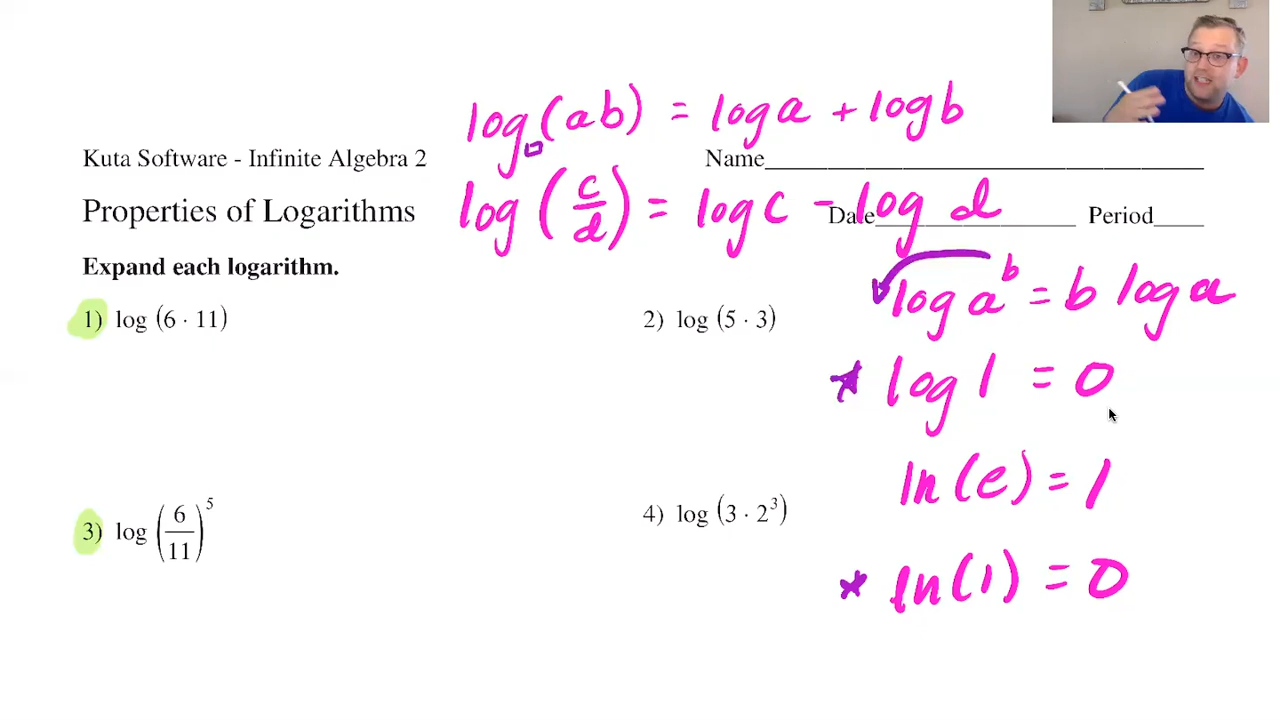 log□(ab) = log a + log b
Kuta Software - Infinite Algebra 2 Name
log (c/d) = log c - log d
Properties of Logarithms Date Period
Expand each logarithm.
log a^b = b log a
1) log (6 · 11) 2) log (5 · 3)
* log 1 = 0
ln(e) = 1
3) log (6/11)^5 4) log (3 · 2^3)
* ln(1) = 0